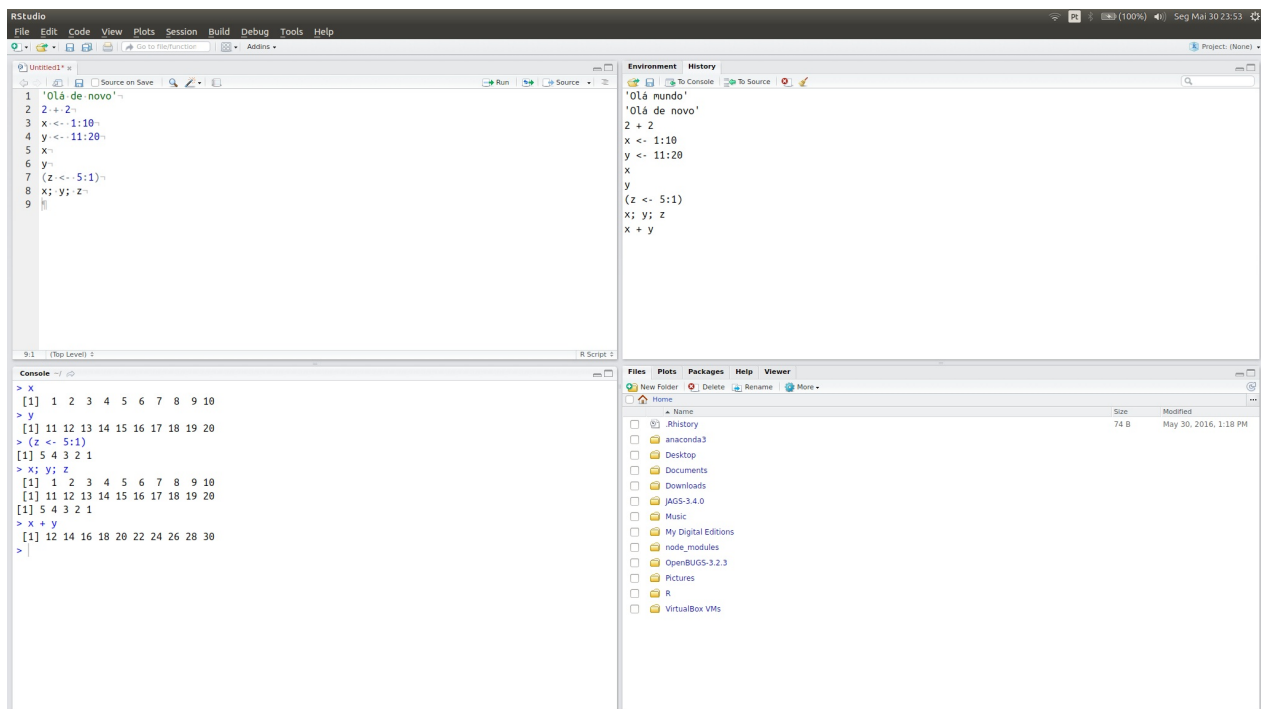 RStudio
Pt (100%) Seg Mai 30 23:53
File Edit Code View Plots Session Build Debug Tools Help
Go to file/function Addins
Project: (None)
Untitled1* x
Source on Save Run Source
1 'Olá de novo'
2 2 + 2
3 x <- 1:10
4 y <- 11:20
5 x
6 y
7 (z <- 5:1)
8 x; y; z
9
9:1 (Top Level) R Script
Environment History
To Console To Source
'Olá mundo'
'Olá de novo'
2 + 2
x <- 1:10
y <- 11:20
x
y
(z <- 5:1)
x; y; z
x + y
Console ~/
> x
[1] 1 2 3 4 5 6 7 8 9 10
> y
[1] 11 12 13 14 15 16 17 18 19 20
> (z <- 5:1)
[1] 5 4 3 2 1
> x; y; z
[1] 1 2 3 4 5 6 7 8 9 10
[1] 11 12 13 14 15 16 17 18 19 20
[1] 5 4 3 2 1
> x + y
[1] 12 14 16 18 20 22 24 26 28 30
>
Files Plots Packages Help Viewer
New Folder Delete Rename More
Home
Name Size Modified
.Rhistory 74 B May 30, 2016, 1:18 PM
anaconda3
Desktop
Documents
Downloads
JAGS-3.4.0
Music
My Digital Editions
node_modules
OpenBUGS-3.2.3
Pictures
R
VirtualBox VMs